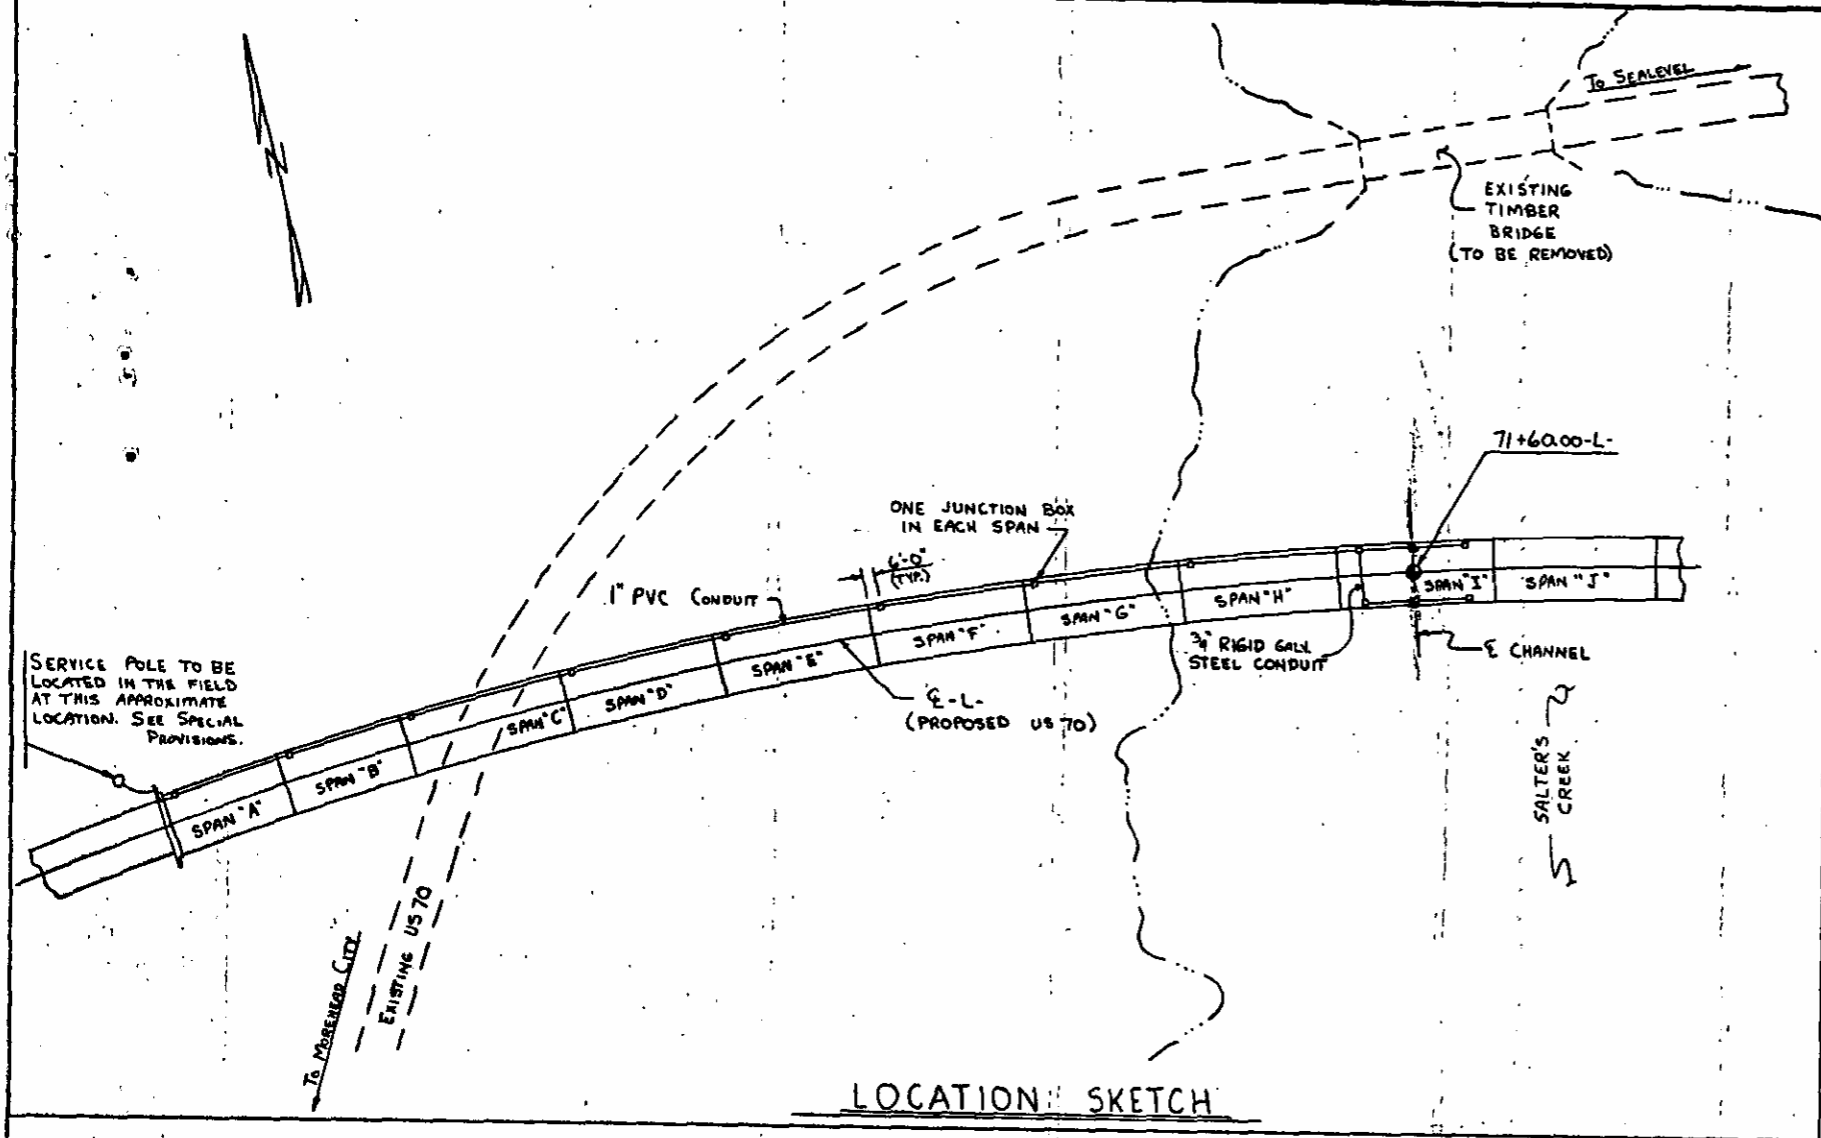 To SEALEVEL
N
EXISTING
TIMBER
BRIDGE
(TO BE REMOVED)
71+60.00-L-
ONE JUNCTION BOX
IN EACH SPAN
6'-0"
(TYP.)
1" PVC CONDUIT
SPAN "A"
SPAN "B"
SPAN "C"
SPAN "D"
SPAN "E"
SPAN "F"
SPAN "G"
SPAN "H"
SPAN "I"
SPAN "J"
3/4" RIGID GALV.
STEEL CONDUIT
℄ CHANNEL
℄-L-
(PROPOSED US 70)
SERVICE POLE TO BE
LOCATED IN THE FIELD
AT THIS APPROXIMATE
LOCATION. SEE SPECIAL
PROVISIONS.
SALTER'S
CREEK
EXISTING US 70
To MOREHEAD CITY
LOCATION SKETCH